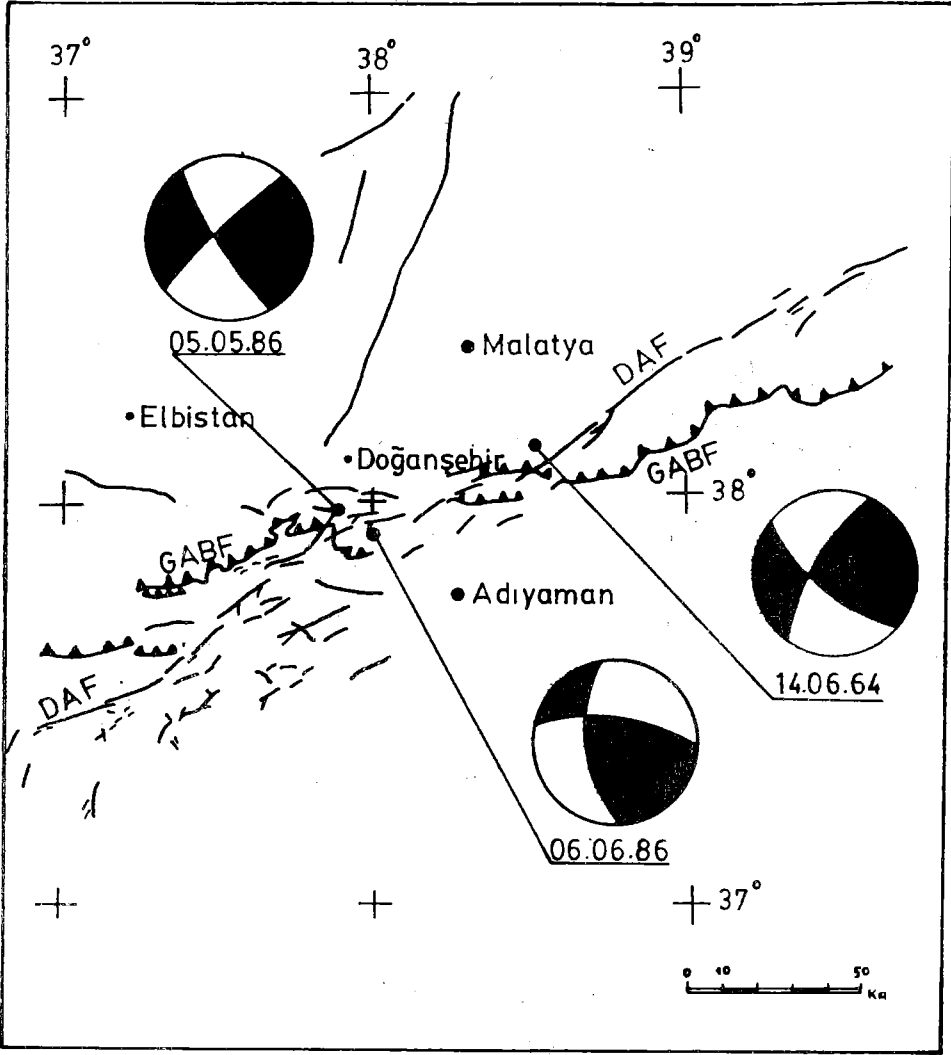 37°
38°
39°
05.05.86
Malatya
DAF
Elbistan
Doğanşehir
GABF
38°
GABF
Adıyaman
14.06.64
DAF
06.06.86
37°
0 10 50
Km